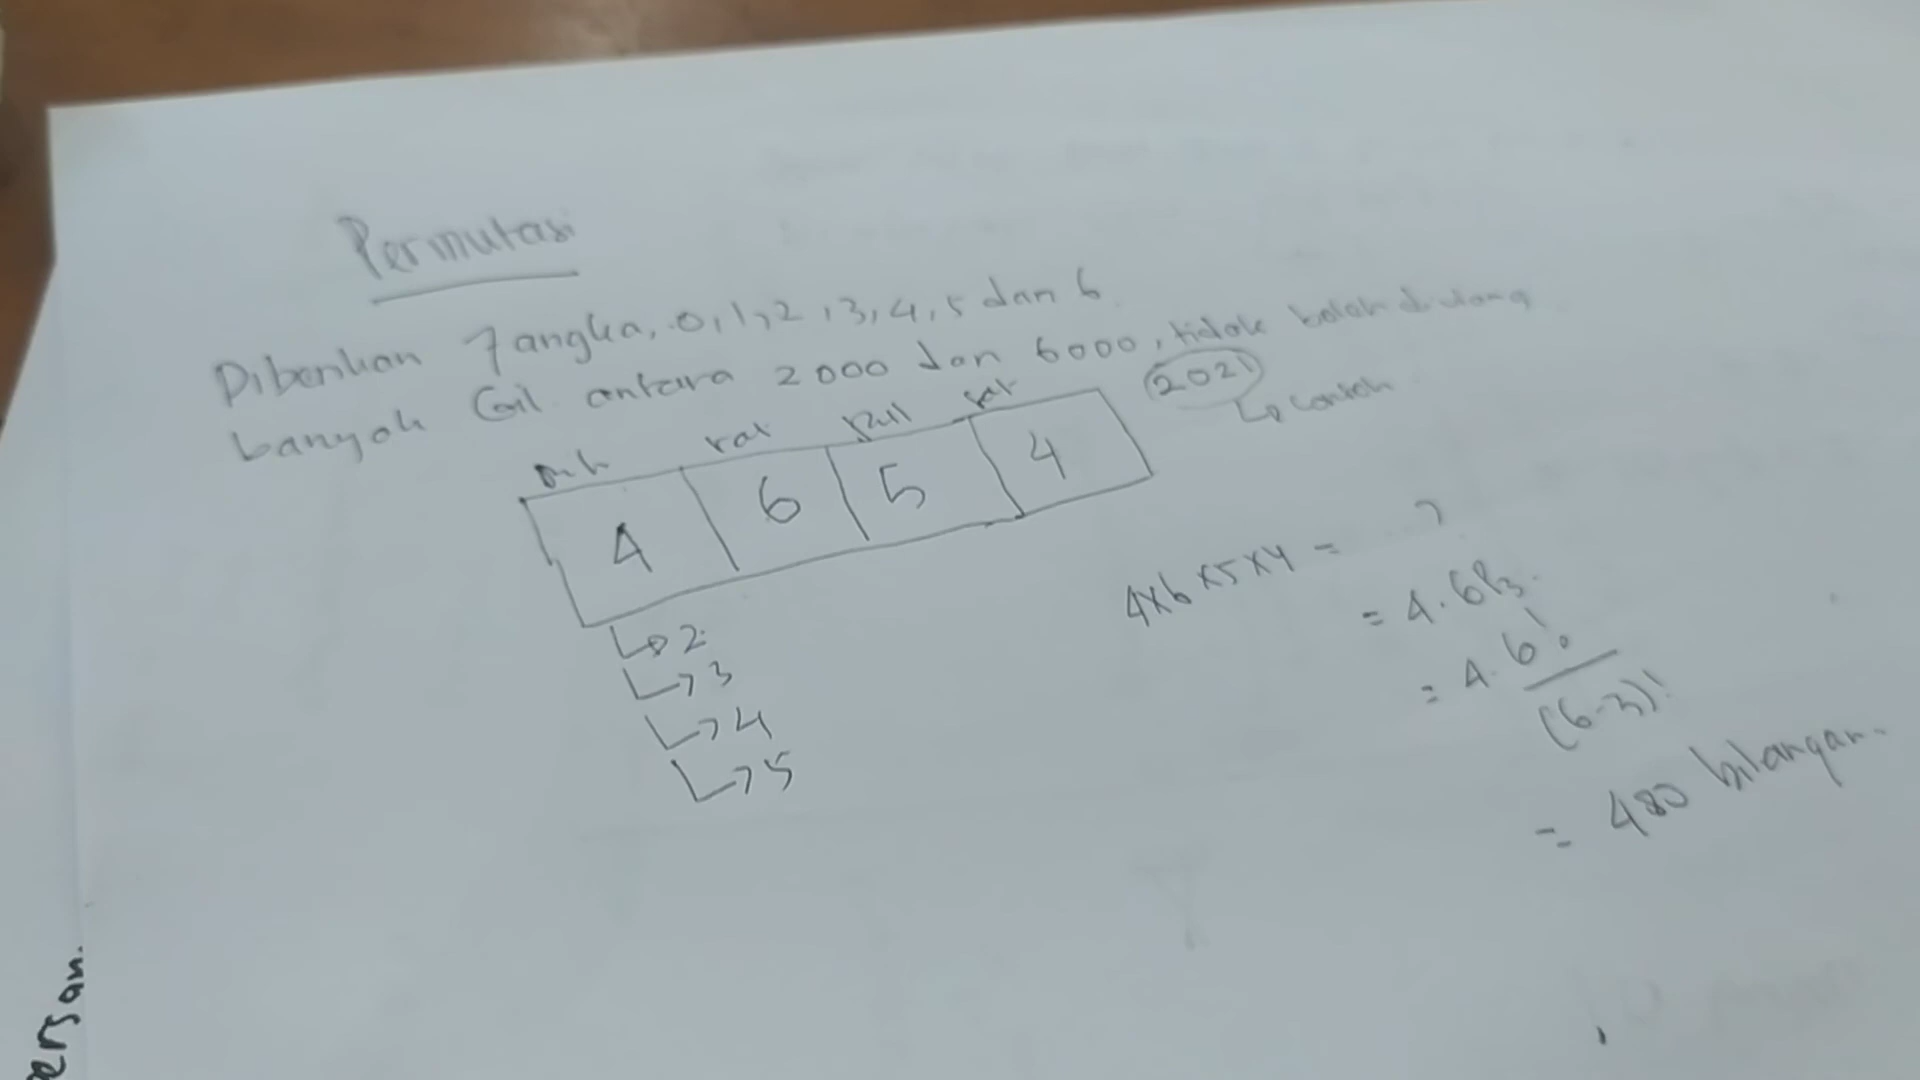 Permutasi
Diberikan 7 angka, 0, 1, 2, 3, 4, 5 dan 6.
banyak bil antara 2000 dan 6000, tidak boleh diulang
2021
↳ contoh
rib rat pul sat
4 6 5 4
↳ 2
↳ 3
↳ 4
↳ 5
4x6x5x4 = ?
= 4. 6P3.
= 4. 6!
(6-3)!
= 480 bilangan.